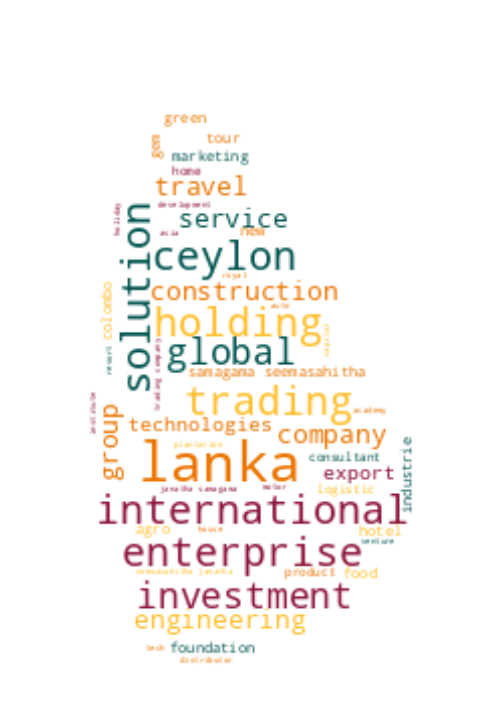 green
gem
tour
marketing
home
travel
development
holiday
solution
service
asia
new
ceylon
royal
colombo
construction
auto
holding
capital
global
resort
trading company
samagama seemasahitha
institute
trading
academy
group
technologies
company
plantation
lanka
consultant
industrie
export
janatha samagama
motor
logistic
international
agro
house
hotel
venture
enterprise
seemasahitha janatha
product
food
investment
engineering
tech
foundation
distributor